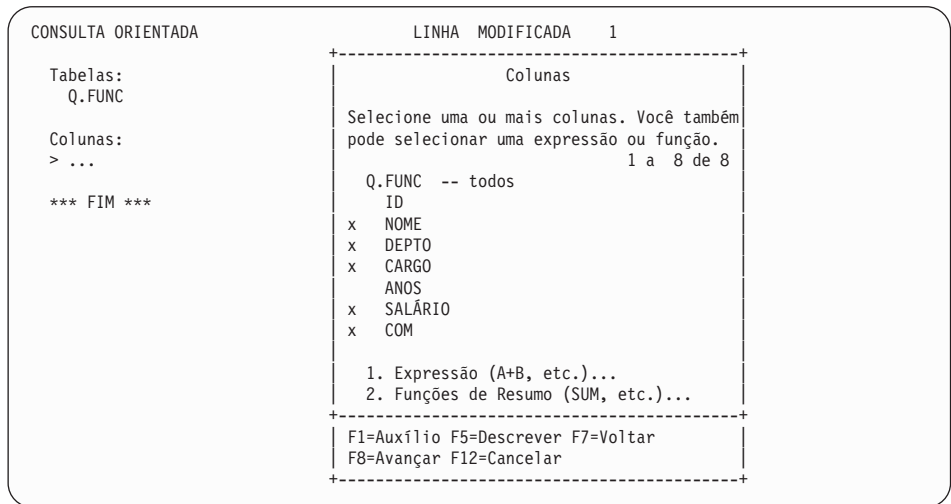 CONSULTA ORIENTADA LINHA MODIFICADA 1
Tabelas:
Q.FUNC
Colunas:
> ...
*** FIM ***
Colunas
Selecione uma ou mais colunas. Você também
pode selecionar uma expressão ou função.
1 a 8 de 8
Q.FUNC -- todos
ID
x NOME
x DEPTO
x CARGO
ANOS
x SALÁRIO
x COM
1. Expressão (A+B, etc.)...
2. Funções de Resumo (SUM, etc.)...
F1=Auxílio F5=Descrever F7=Voltar
F8=Avançar F12=Cancelar